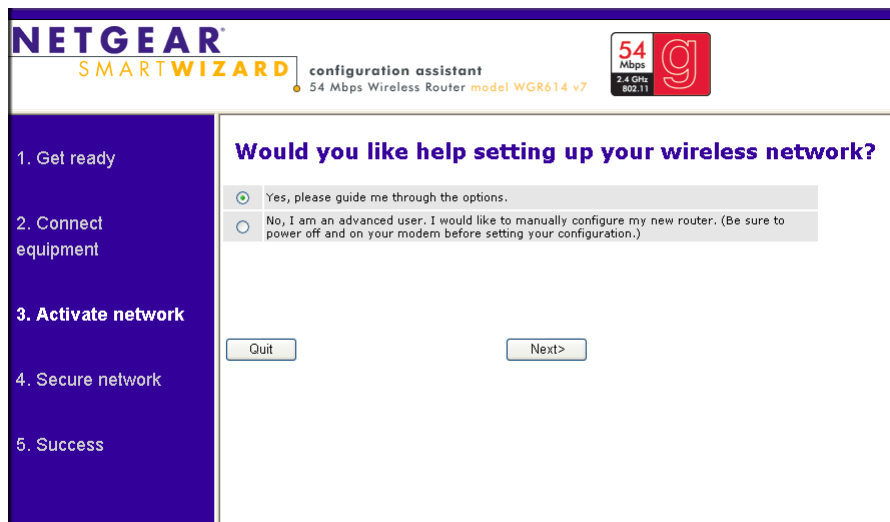 NETGEAR
SMARTWIZARD
configuration assistant
54 Mbps Wireless Router model WGR614 v7
54
Mbps
2.4 GHz
802.11
g
1. Get ready
2. Connect
equipment
3. Activate network
4. Secure network
5. Success
Would you like help setting up your wireless network?
Yes, please guide me through the options.
No, I am an advanced user. I would like to manually configure my new router. (Be sure to
power off and on your modem before setting your configuration.)
Quit
Next>